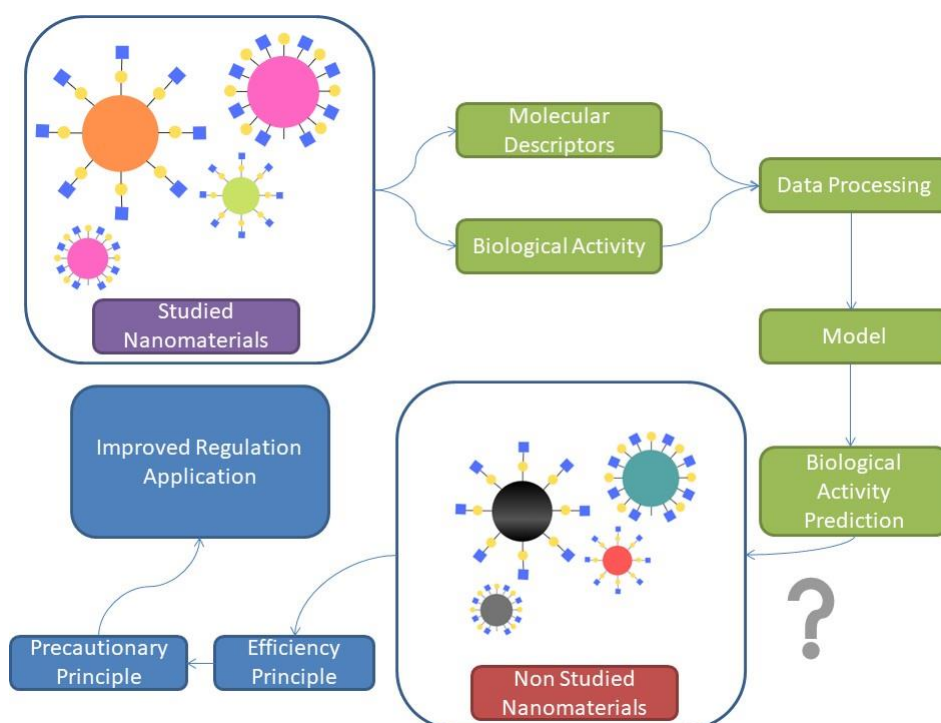 Studied
Nanomaterials
Molecular
Descriptors
Biological Activity
Data Processing
Model
Biological
Activity
Prediction
?
Non Studied
Nanomaterials
Efficiency
Principle
Precautionary
Principle
Improved Regulation
Application